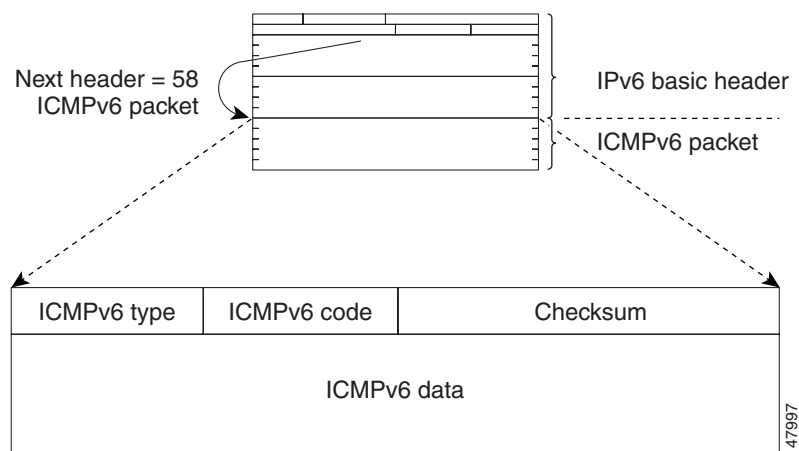 Next header = 58
ICMPv6 packet
IPv6 basic header
ICMPv6 packet
ICMPv6 type
ICMPv6 code
Checksum
ICMPv6 data
47997